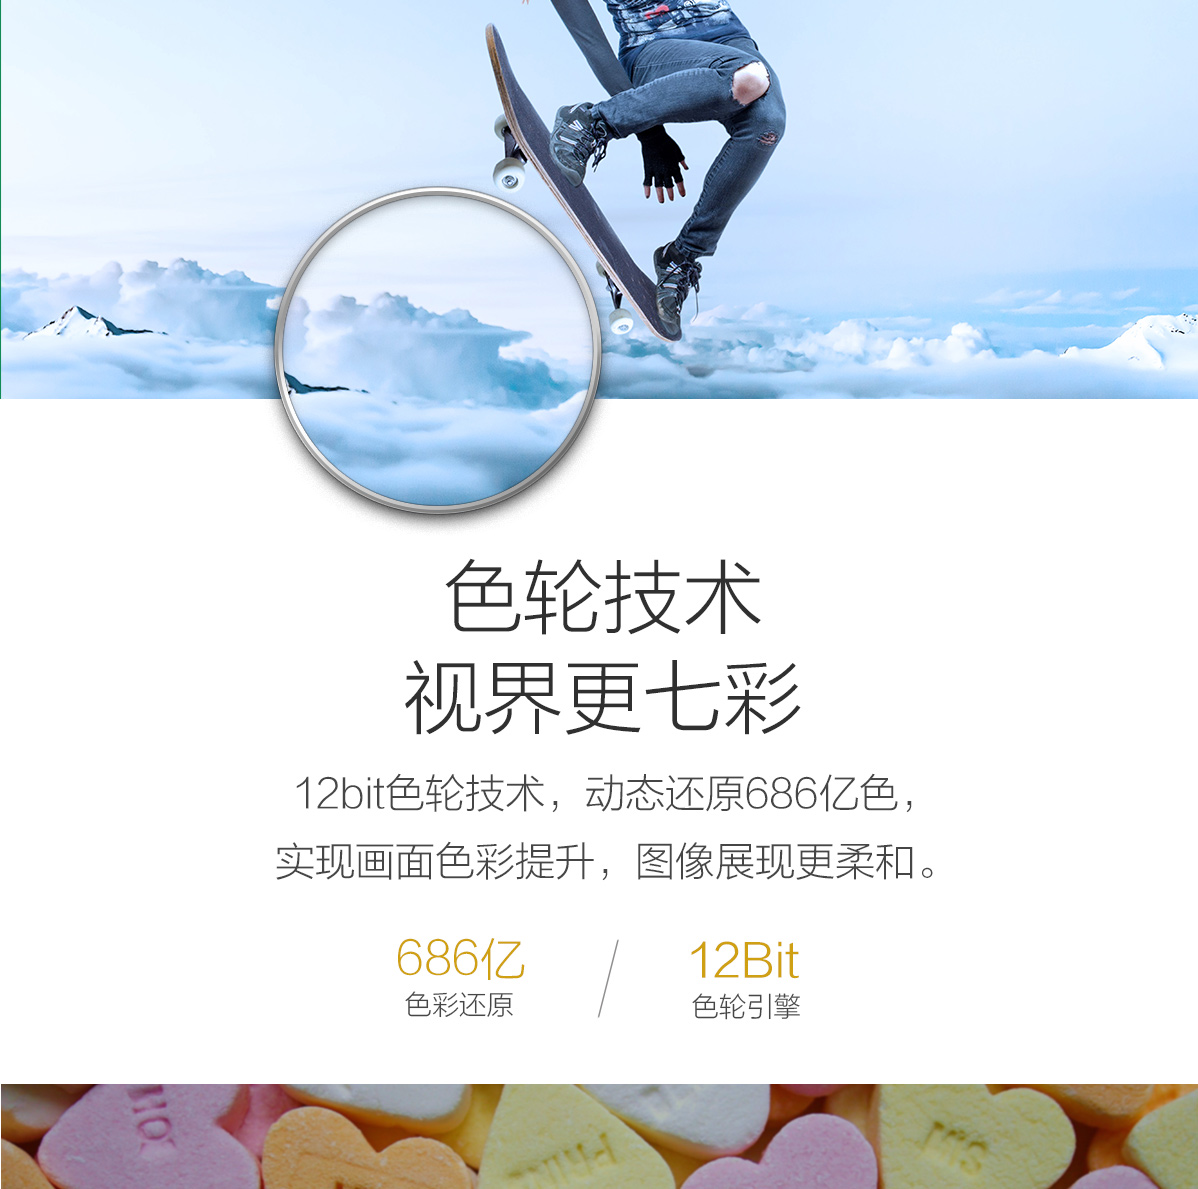 色轮技术
视界更七彩
12bit色轮技术，动态还原686亿色，
实现画面色彩提升，图像展现更柔和。
686亿
色彩还原
12Bit
色轮引擎